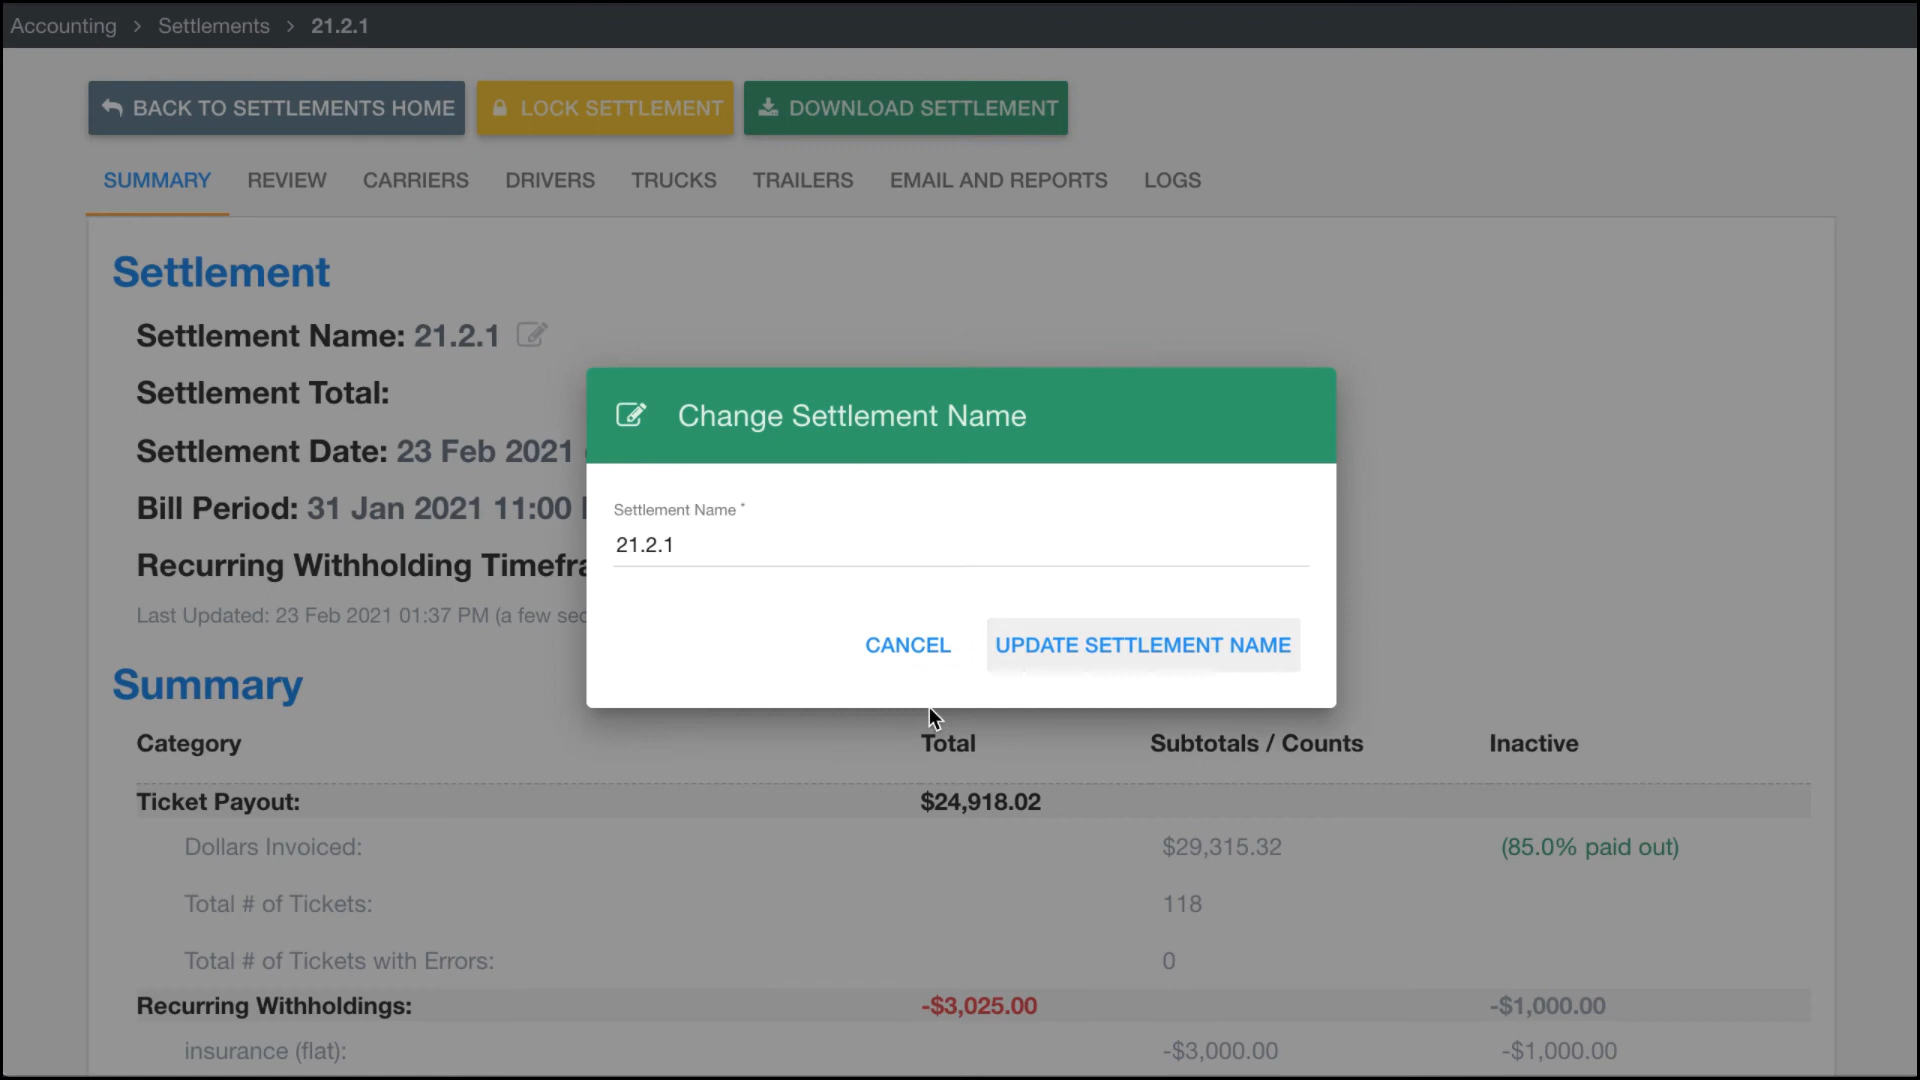 Accounting > Settlements > 21.2.1
BACK TO SETTLEMENTS HOME LOCK SETTLEMENT DOWNLOAD SETTLEMENT
SUMMARY REVIEW CARRIERS DRIVERS TRUCKS TRAILERS EMAIL AND REPORTS LOGS
Settlement
Settlement Name: 21.2.1
Settlement Total:
Settlement Date: 23 Feb 2021
Bill Period: 31 Jan 2021 11:00
Recurring Withholding
Last Updated: 23 Feb 2021 01:37 PM (a few
Change Settlement Name
Settlement Name *
21.2.1
CANCEL UPDATE SETTLEMENT NAME
Summary
Category Total Subtotals / Counts Inactive
Ticket Payout: $24,918.02
Dollars Invoiced: $29,315.32 (85.0% paid out)
Total # of Tickets: 118
Total # of Tickets with Errors: 0
Recurring Withholdings: -$3,025.00 -$1,000.00
insurance (flat): -$3,000.00 -$1,000.00